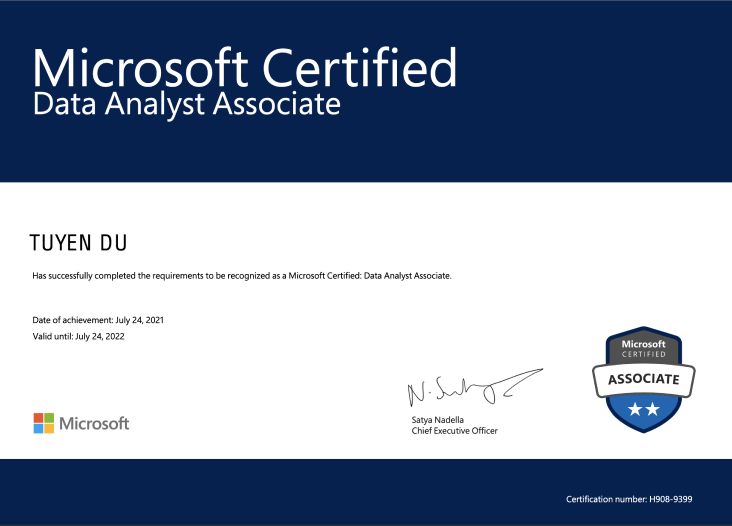 Microsoft Certified
Data Analyst Associate
TUYEN DU
Has successfully completed the requirements to be recognized as a Microsoft Certified: Data Analyst Associate.
Date of achievement: July 24, 2021
Valid until: July 24, 2022
Microsoft
CERTIFIED
ASSOCIATE
Satya Nadella
Chief Executive Officer
Microsoft
Certification number: H908-9399